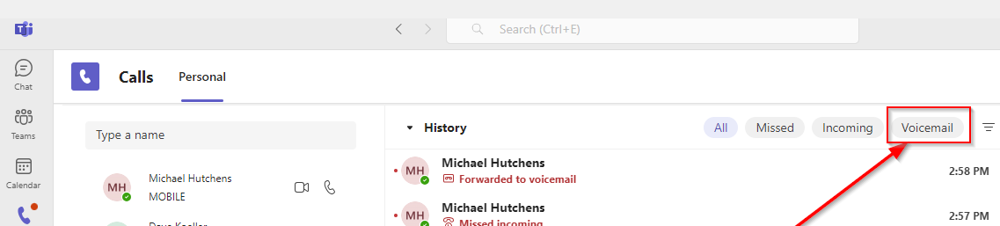 Search (Ctrl+E)
Chat
Teams
Calendar
Calls Personal
Type a name
Michael Hutchens
MOBILE
History All Missed Incoming Voicemail
MH Michael Hutchens
Forwarded to voicemail 2:58 PM
MH Michael Hutchens
Missed incoming 2:57 PM
MH